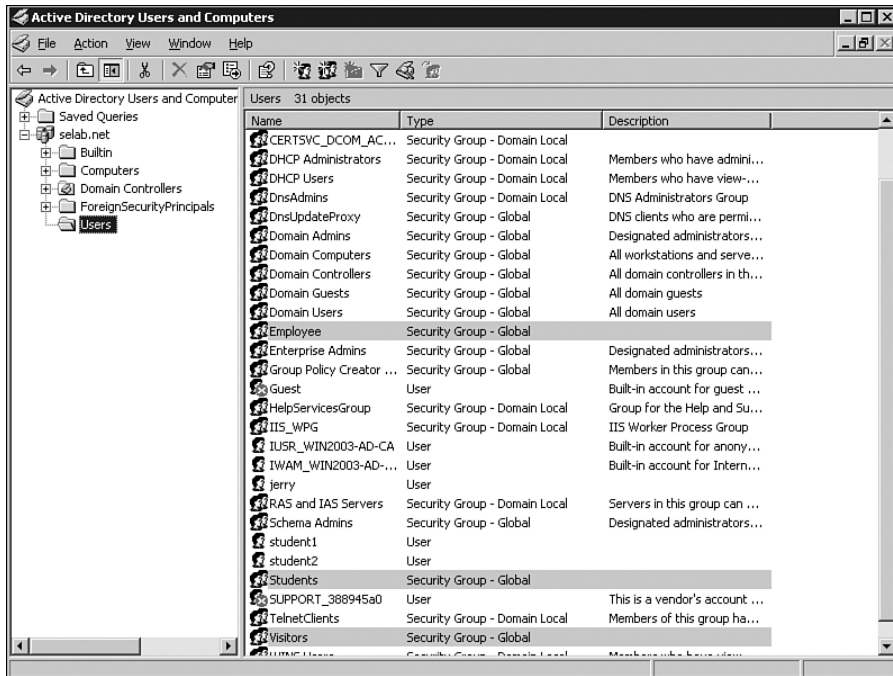 Active Directory Users and Computers
File Action View Window Help
Active Directory Users and Computer
Saved Queries
selab.net
Builtin
Computers
Domain Controllers
ForeignSecurityPrincipals
Users
Users 31 objects
Name Type Description
CERTSVC_DCOM_AC... Security Group - Domain Local
DHCP Administrators Security Group - Domain Local Members who have admini...
DHCP Users Security Group - Domain Local Members who have view-...
DnsAdmins Security Group - Domain Local DNS Administrators Group
DnsUpdateProxy Security Group - Global DNS clients who are permi...
Domain Admins Security Group - Global Designated administrators...
Domain Computers Security Group - Global All workstations and serve...
Domain Controllers Security Group - Global All domain controllers in th...
Domain Guests Security Group - Global All domain guests
Domain Users Security Group - Global All domain users
Employee Security Group - Global
Enterprise Admins Security Group - Global Designated administrators...
Group Policy Creator ... Security Group - Global Members in this group can...
Guest User Built-in account for guest ...
HelpServicesGroup Security Group - Domain Local Group for the Help and Su...
IIS_WPG Security Group - Domain Local IIS Worker Process Group
IUSR_WIN2003-AD-CA User Built-in account for anony...
IWAM_WIN2003-AD-... User Built-in account for Intern...
jerry User
RAS and IAS Servers Security Group - Domain Local Servers in this group can ...
Schema Admins Security Group - Global Designated administrators...
student1 User
student2 User
Students Security Group - Global
SUPPORT_388945a0 User This is a vendor's account ...
TelnetClients Security Group - Domain Local Members of this group ha...
Visitors Security Group - Global
WINS Users Security Group - Domain Local Members who have view-...